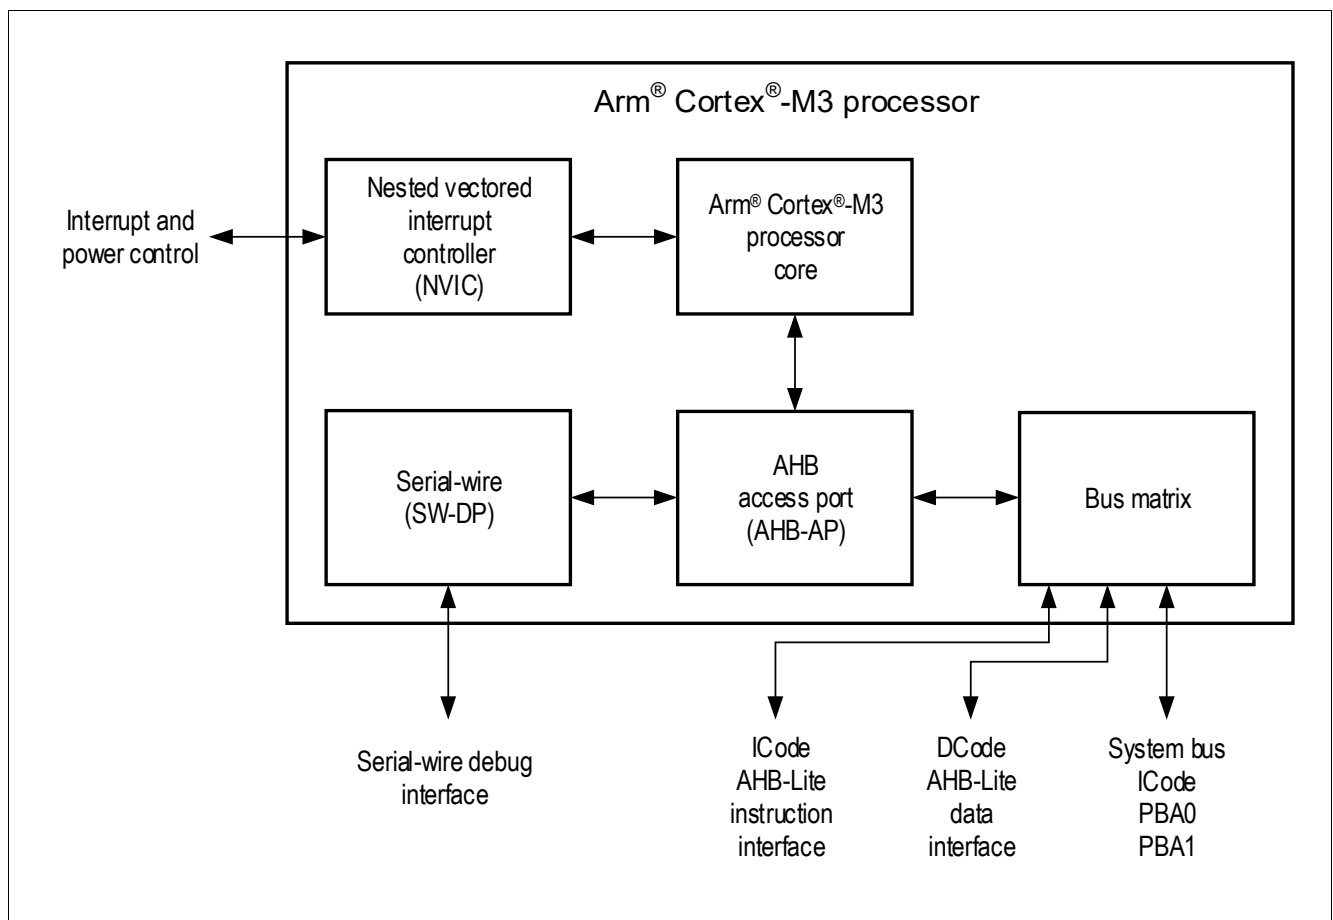 Arm® Cortex®-M3 processor
Nested vectored
interrupt
controller
(NVIC)
Arm® Cortex®-M3
processor
core
Interrupt and
power control
Serial-wire
(SW-DP)
AHB
access port
(AHB-AP)
Bus matrix
Serial-wire debug
interface
ICode
AHB-Lite
instruction
interface
DCode
AHB-Lite
data
interface
System bus
ICode
PBA0
PBA1